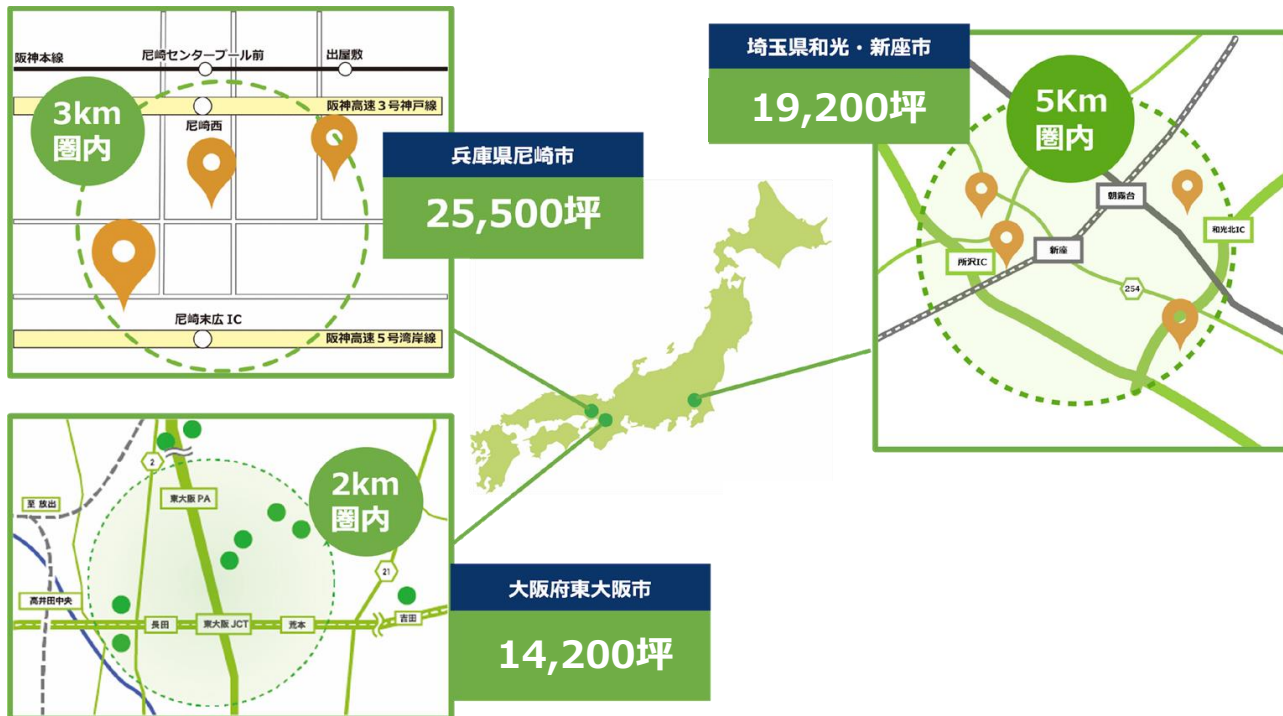 阪神本線
尼崎センタープール前
出屋敷
阪神高速３号神戸線
3km
圏内
尼崎西
尼崎末広 IC
阪神高速５号湾岸線
兵庫県尼崎市
25,500坪
埼玉県和光・新座市
19,200坪
5Km
圏内
朝霞台
和光北IC
新座
所沢IC
254
2
東大阪 PA
2km
圏内
至 放出
21
高井田中央
長田
東大阪 JCT
荒本
吉田
大阪府東大阪市
14,200坪